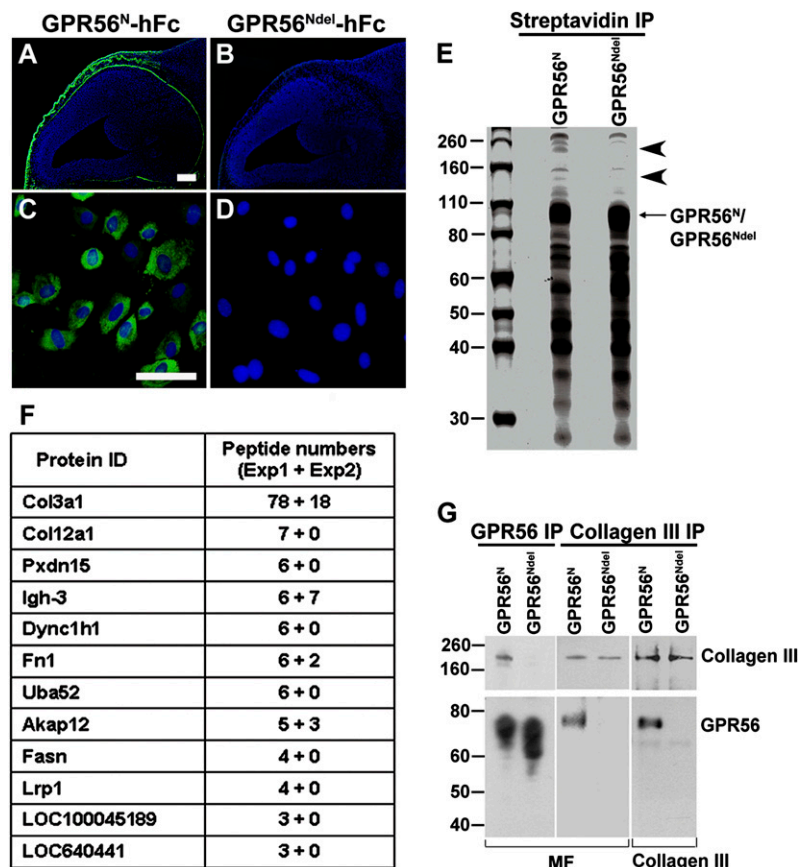 GPR56N-hFc GPR56Ndel-hFc
A B
C D
E
Streptavidin IP
GPR56N
GPR56Ndel
260
160
110
80
60
50
40
30
GPR56N/
GPR56Ndel
F
Protein ID Peptide numbers
(Exp1 + Exp2)
Col3a1 78 + 18
Col12a1 7 + 0
Pxdn15 6 + 0
Igh-3 6 + 7
Dync1h1 6 + 0
Fn1 6 + 2
Uba52 6 + 0
Akap12 5 + 3
Fasn 4 + 0
Lrp1 4 + 0
LOC100045189 3 + 0
LOC640441 3 + 0
G
GPR56 IP Collagen III IP
GPR56N GPR56Ndel GPR56N GPR56Ndel GPR56N GPR56Ndel
260
160
Collagen III
80
60
50
40
GPR56
MF Collagen III